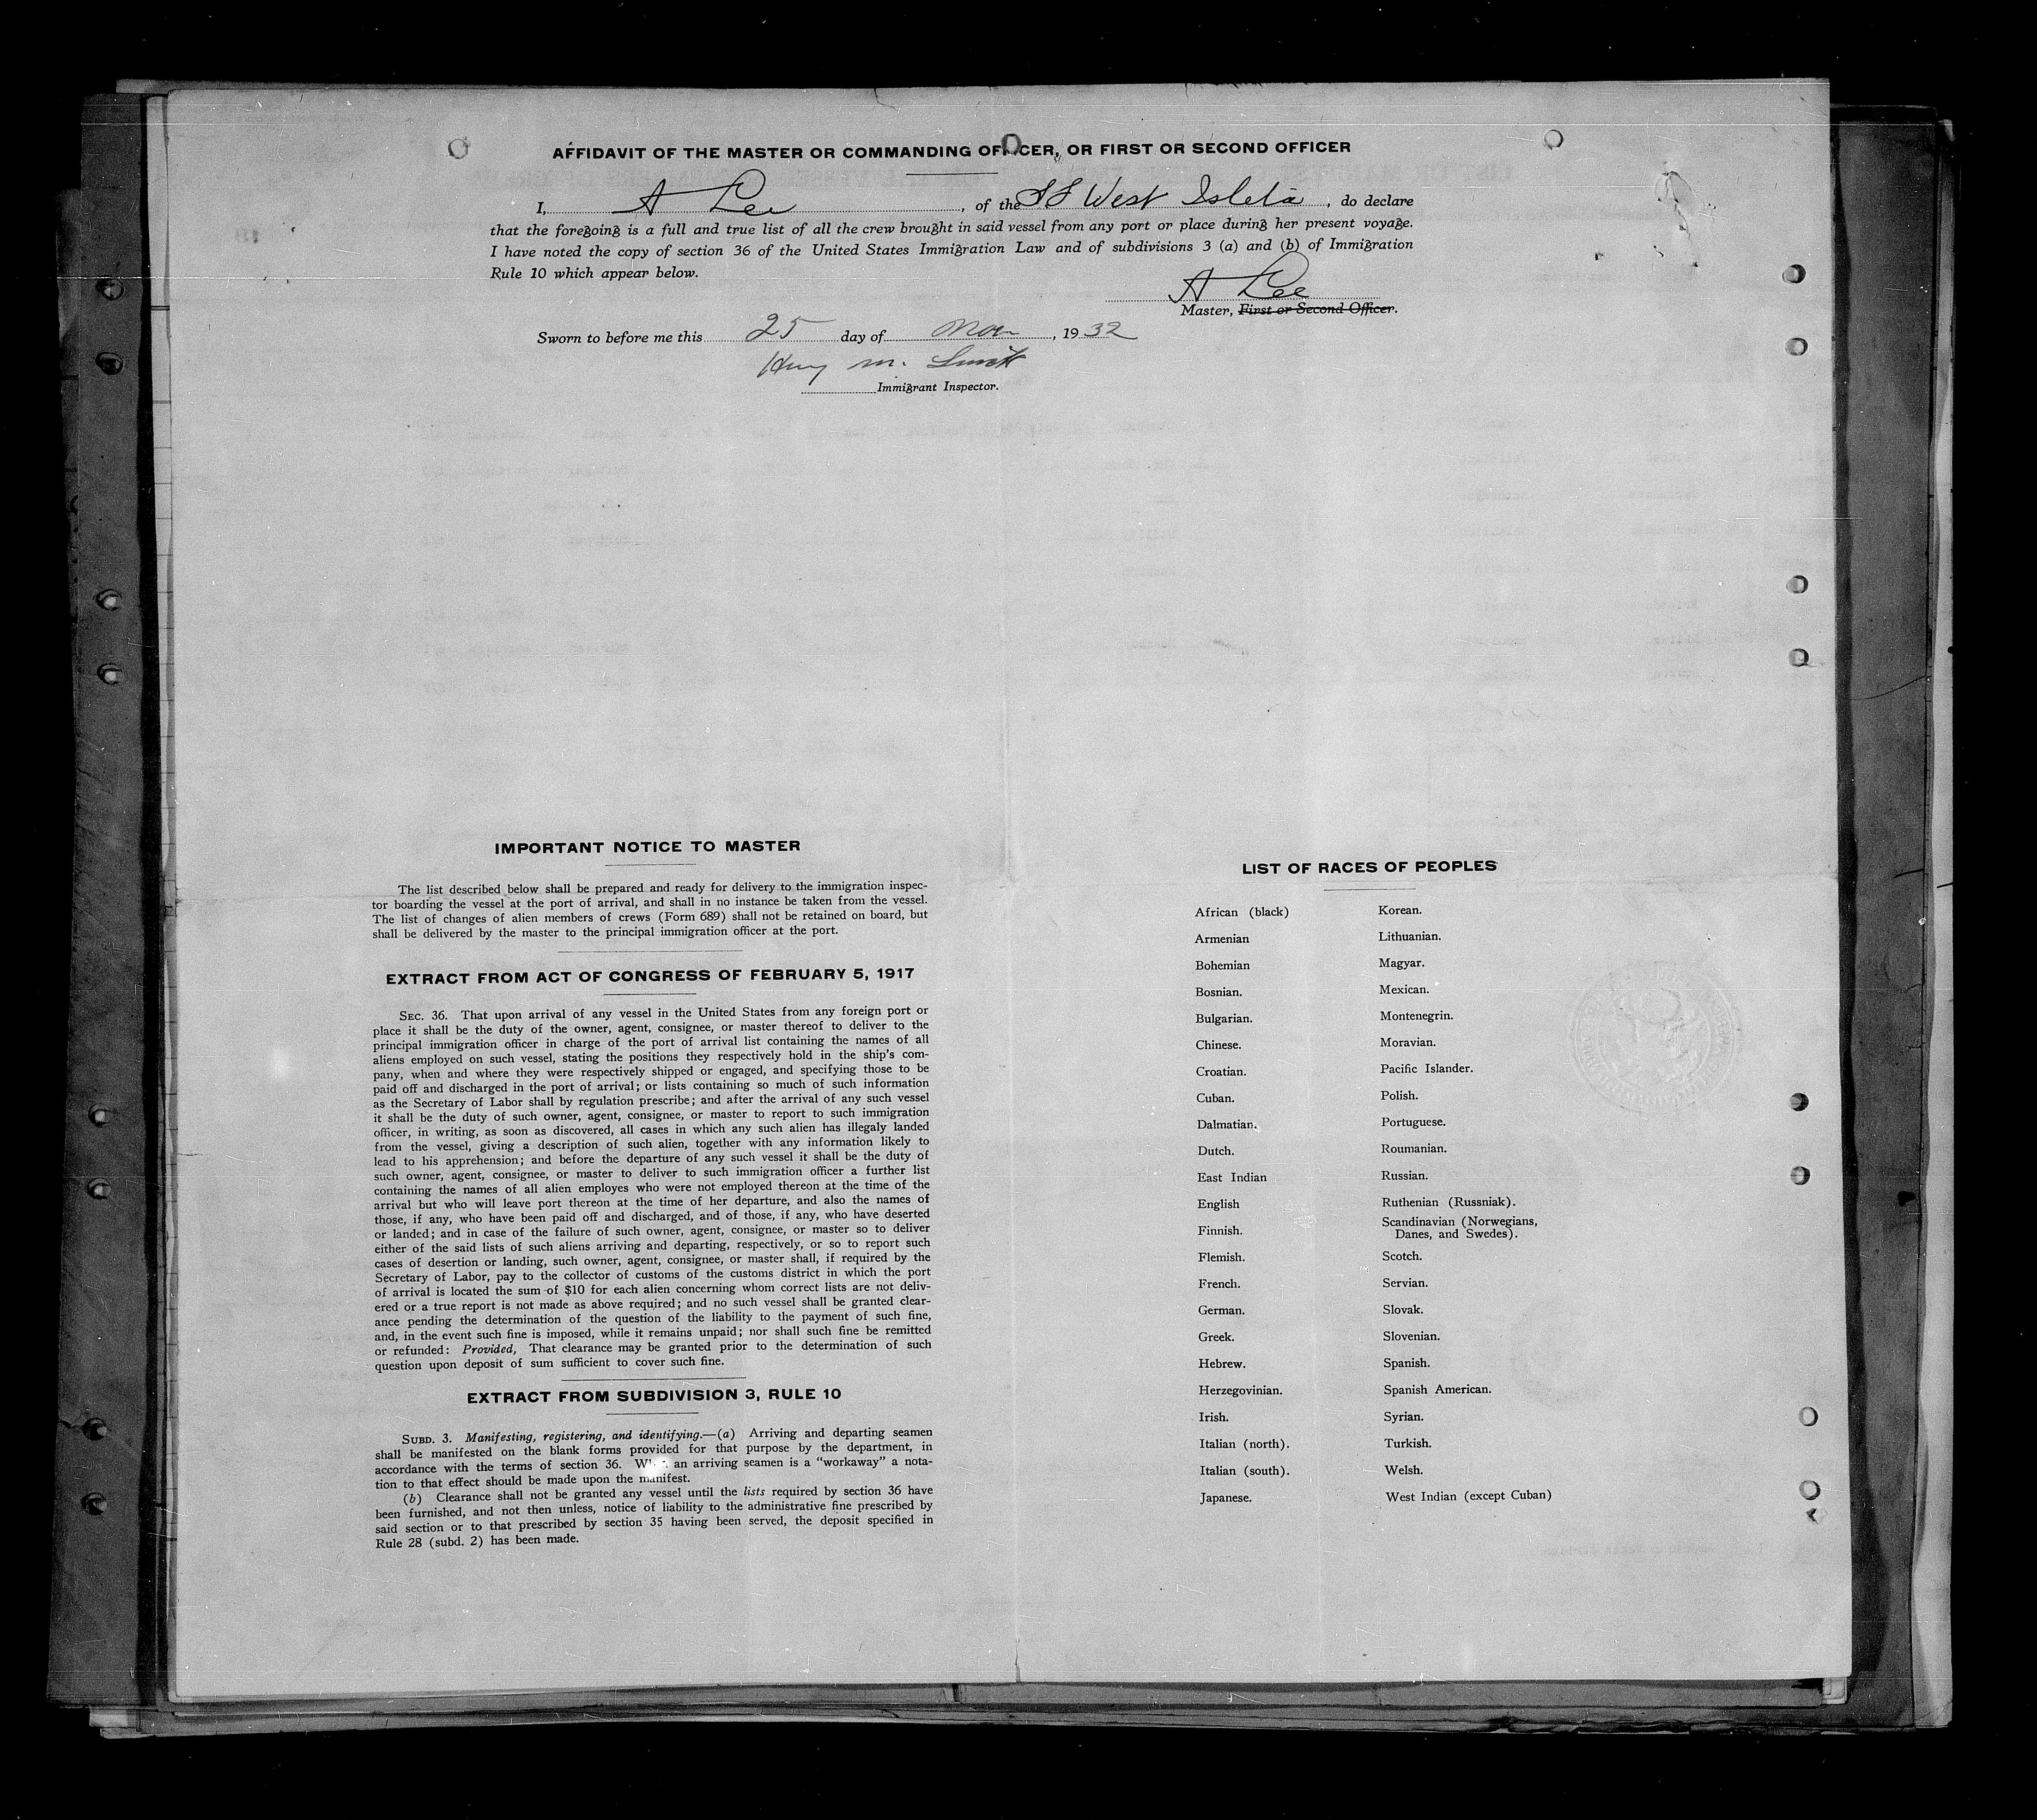 AFFIDAVIT OF THE MASTER OR COMMANDING OFFICER, OR FIRST OR SECOND OFFICER
I, A Lee, of the SS West Isleta, do declare
that the foregoing is a full and true list of all the crew brought in said vessel from any port or place during her present voyage.
I have noted the copy of section 36 of the United States Immigration Law and of subdivisions 3 (a) and (b) of Immigration
Rule 10 which appear below.
A Lee
Master, First or Second Officer.
Sworn to before me this 25 day of Nov, 1932
M. Smith
Immigrant Inspector.
IMPORTANT NOTICE TO MASTER
The list described below shall be prepared and ready for delivery to the immigration inspec-
tor boarding the vessel at the port of arrival, and shall in no instance be taken from the vessel.
The list of changes of alien members of crews (Form 689) shall not be retained on board, but
shall be delivered by the master to the principal immigration officer at the port.
EXTRACT FROM ACT OF CONGRESS OF FEBRUARY 5, 1917
SEC. 36. That upon arrival of any vessel in the United States from any foreign port or
place it shall be the duty of the owner, agent, consignee, or master thereof to deliver to the
principal immigration officer in charge of the port of arrival list containing the names of all
aliens employed on such vessel, stating the positions they respectively hold in the ship's com-
pany, when and where they were respectively shipped or engaged, and specifying those to be
paid off and discharged in the port of arrival; or lists containing so much of such information
as the Secretary of Labor shall by regulation prescribe; and after the arrival of any such vessel
it shall be the duty of such owner, agent, consignee, or master to report to such immigration
officer, in writing, as soon as discovered, all cases in which any such alien has illegaly landed
from the vessel, giving a description of such alien, together with any information likely to
lead to his apprehension; and before the departure of any such vessel it shall be the duty of
such owner, agent, consignee, or master to deliver to such immigration officer a further list
containing the names of all alien employes who were not employed thereon at the time of the
arrival but who will leave port thereon at the time of her departure, and also the names of
those, if any, who have been paid off and discharged, and of those, if any, who have deserted
or landed; and in case of the failure of such owner, agent, consignee, or master so to deliver
either of the said lists of such aliens arriving and departing, respectively, or so to report such
cases of desertion or landing, such owner, agent, consignee, or master shall, if required by the
Secretary of Labor, pay to the collector of customs of the customs district in which the port
of arrival is located the sum of $10 for each alien concerning whom correct lists are not deliv-
ered or a true report is not made as above required; and no such vessel shall be granted clear-
ance pending the determination of the question of the liability to the payment of such fine,
and, in the event such fine is imposed, while it remains unpaid; nor shall such fine be remitted
or refunded: Provided, That clearance may be granted prior to the determination of such
question upon deposit of sum sufficient to cover such fine.
EXTRACT FROM SUBDIVISION 3, RULE 10
SUBD. 3. Manifesting, registering, and identifying.—(a) Arriving and departing seamen
shall be manifested on the blank forms provided for that purpose by the department, in
accordance with the terms of section 36. When an arriving seamen is a "workaway" a nota-
tion to that effect should be made upon the manifest.
(b) Clearance shall not be granted any vessel until the lists required by section 36 have
been furnished, and not then unless, notice of liability to the administrative fine prescribed by
said section or to that prescribed by section 35 having been served, the deposit specified in
Rule 28 (subd. 2) has been made.
LIST OF RACES OF PEOPLES
African (black)
Armenian
Bohemian
Bosnian.
Bulgarian.
Chinese.
Croatian.
Cuban.
Dalmatian.
Dutch.
East Indian
English
Finnish.
Flemish.
French.
German.
Greek.
Hebrew.
Herzegovinian.
Irish.
Italian (north).
Italian (south).
Japanese.
Korean.
Lithuanian.
Magyar.
Mexican.
Montenegrin.
Moravian.
Pacific Islander.
Polish.
Portuguese.
Roumanian.
Russian.
Ruthenian (Russniak).
Scandinavian (Norwegians,
Danes, and Swedes).
Scotch.
Servian.
Slovak.
Slovenian.
Spanish.
Spanish American.
Syrian.
Turkish.
Welsh.
West Indian (except Cuban)